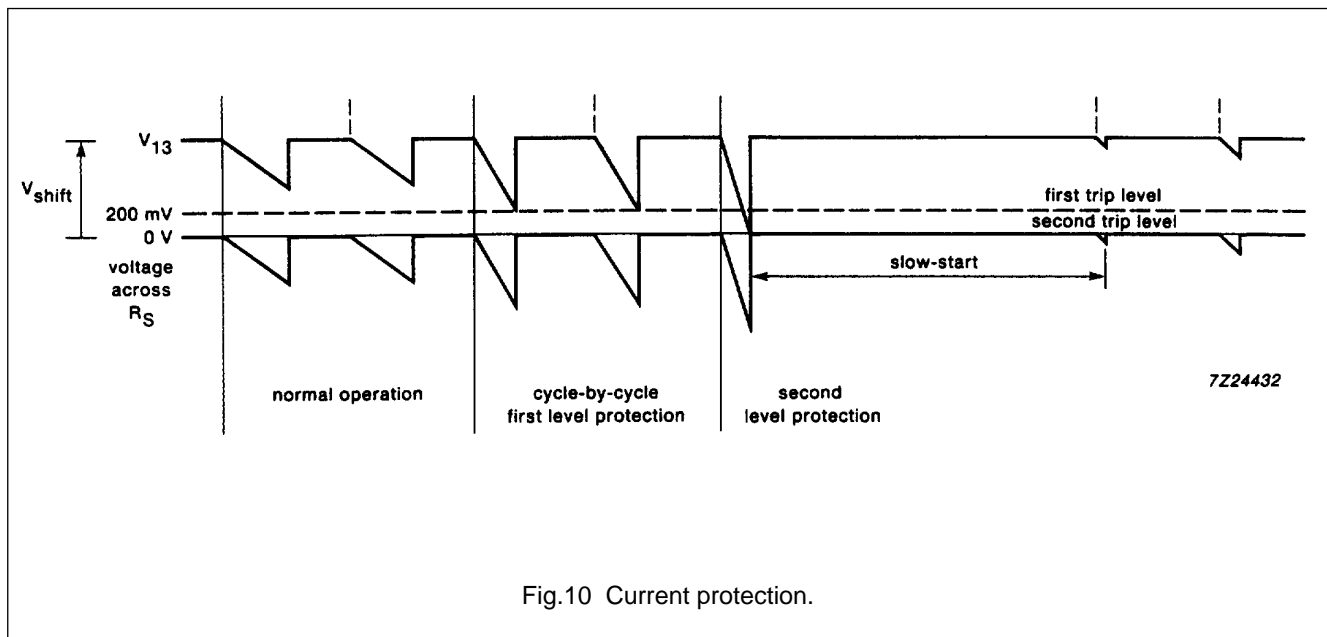 V13
Vshift
200 mV
0 V
voltage
across
RS
first trip level
second trip level
slow-start
normal operation
cycle-by-cycle
first level protection
second
level protection
7Z24432
Fig.10 Current protection.